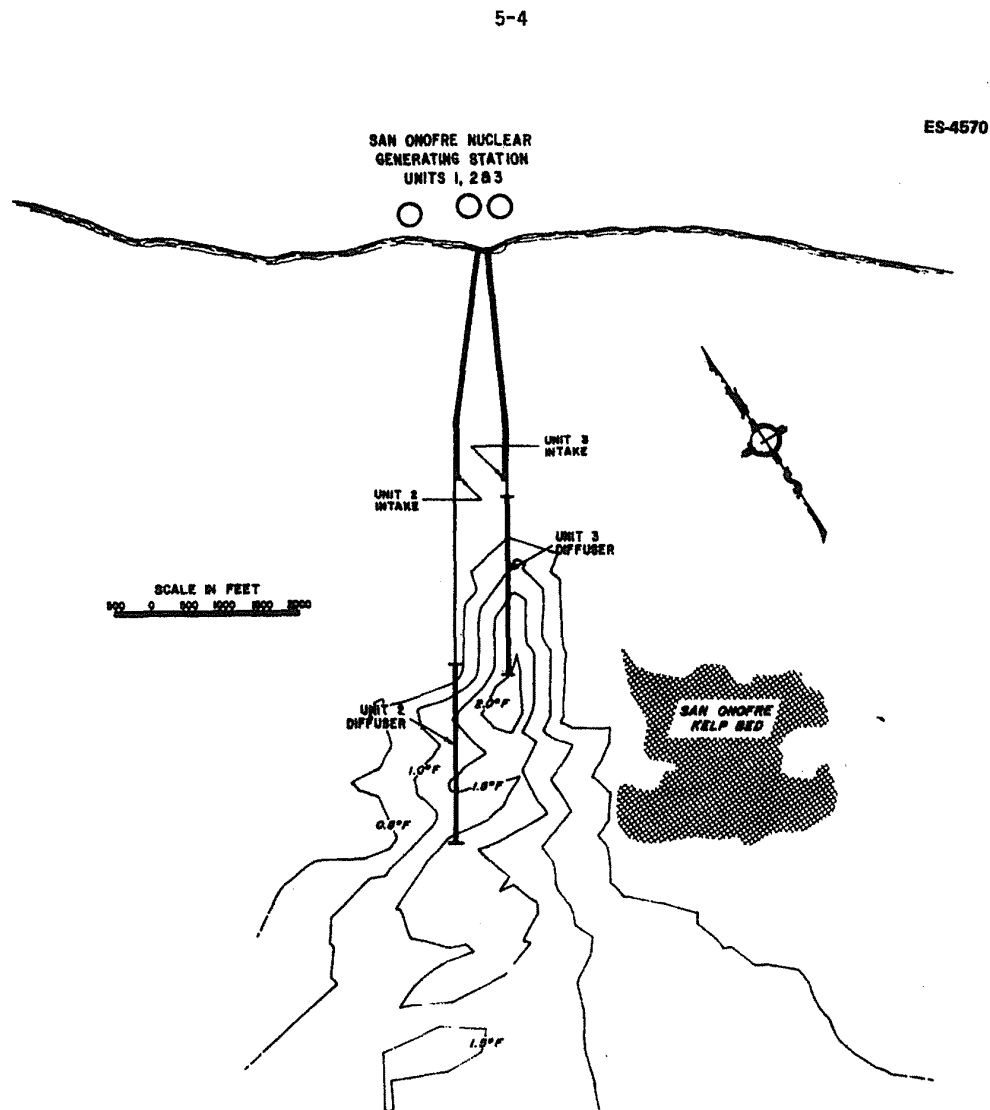 5-4
ES-4570
SAN ONOFRE NUCLEAR
GENERATING STATION
UNITS 1, 2&3
UNIT 3
INTAKE
UNIT 2
INTAKE
UNIT 3
DIFFUSER
SCALE IN FEET
500 0 500 1000 1500 2000
2.0°F
SAN ONOFRE
KELP BED
UNIT 2
DIFFUSER
1.0°F
0.5°F
1.5°F